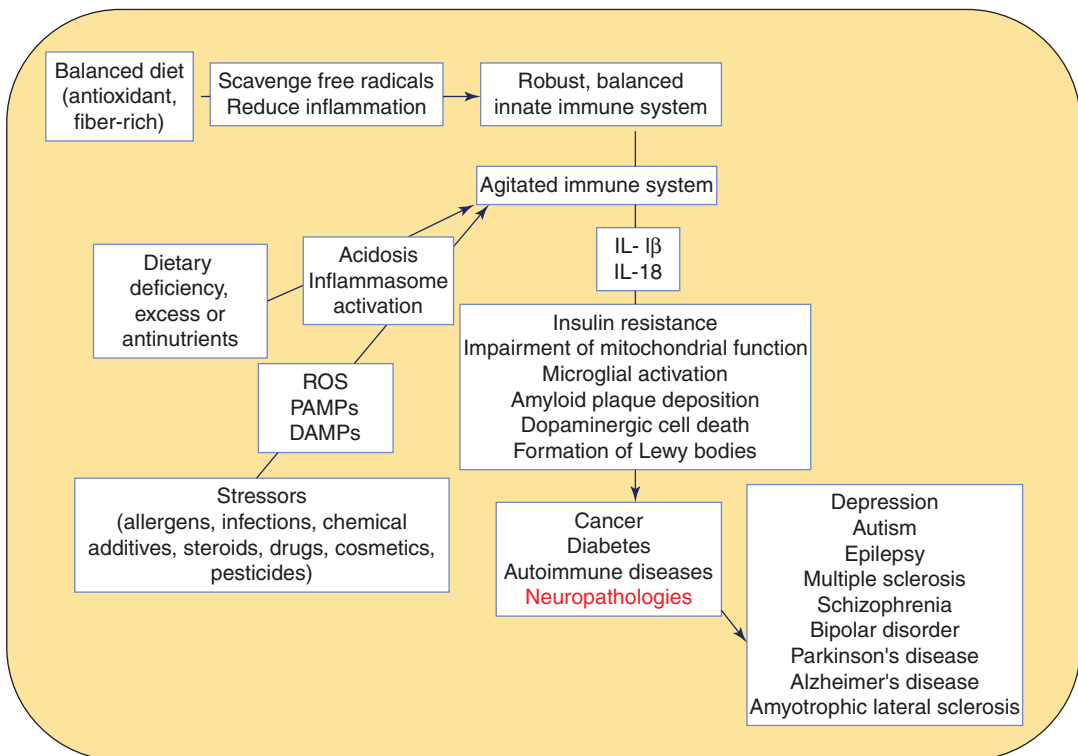 Balanced diet
(antioxidant,
fiber-rich)
Scavenge free radicals
Reduce inflammation
Robust, balanced
innate immune system
Agitated immune system
IL- Iβ
IL-18
Dietary
deficiency,
excess or
antinutrients
Acidosis
Inflammasome
activation
ROS
PAMPs
DAMPs
Stressors
(allergens, infections, chemical
additives, steroids, drugs, cosmetics,
pesticides)
Insulin resistance
Impairment of mitochondrial function
Microglial activation
Amyloid plaque deposition
Dopaminergic cell death
Formation of Lewy bodies
Cancer
Diabetes
Autoimmune diseases
Neuropathologies
Depression
Autism
Epilepsy
Multiple sclerosis
Schizophrenia
Bipolar disorder
Parkinson's disease
Alzheimer's disease
Amyotrophic lateral sclerosis